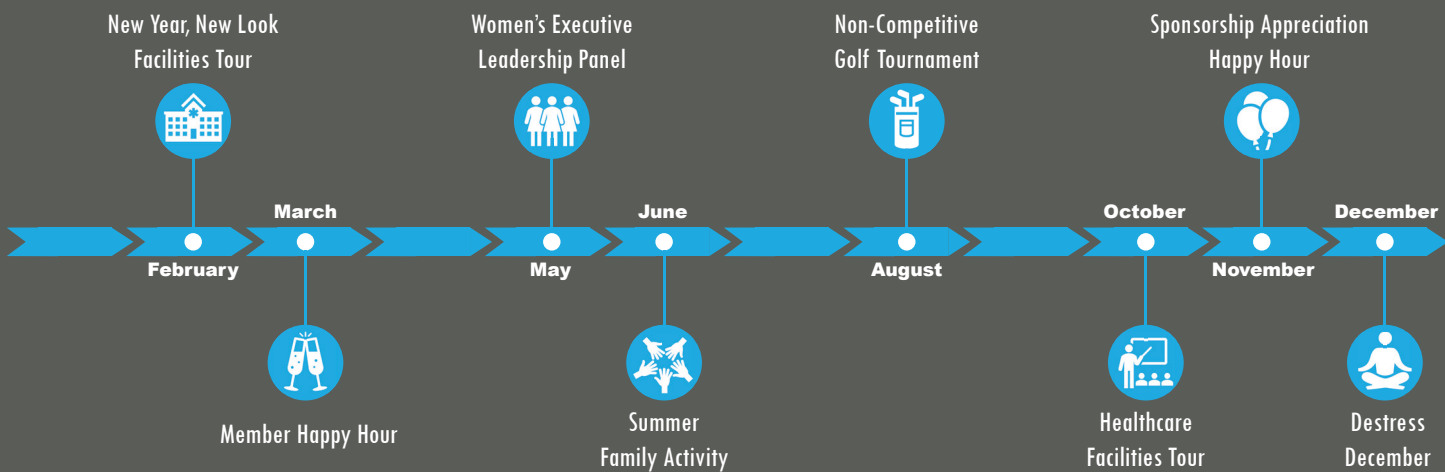 New Year, New Look
Facilities Tour
Women's Executive
Leadership Panel
Non-Competitive
Golf Tournament
Sponsorship Appreciation
Happy Hour
March
June
October
December
February
May
August
November
Member Happy Hour
Summer
Family Activity
Healthcare
Facilities Tour
Destress
December